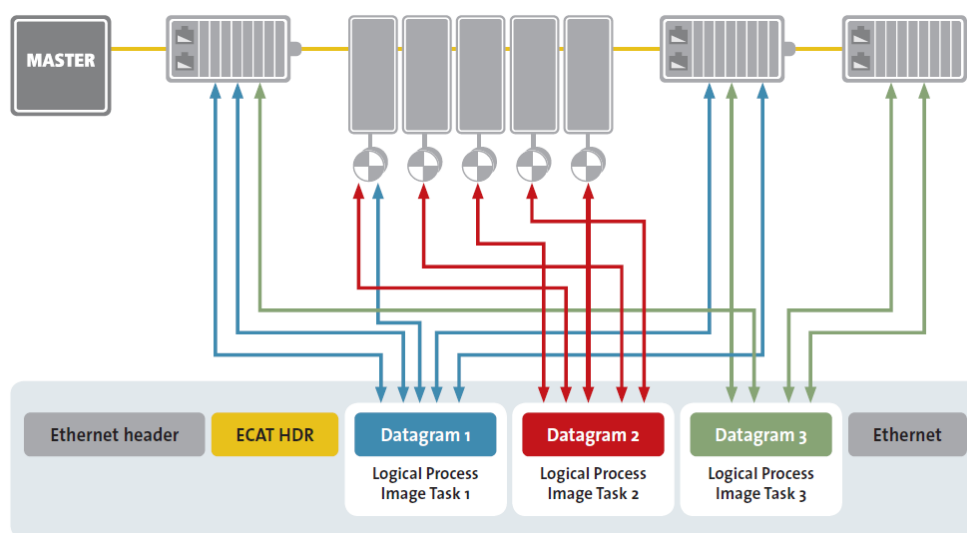 MASTER
Ethernet header
ECAT HDR
Datagram 1
Datagram 2
Datagram 3
Ethernet
Logical Process
Image Task 1
Logical Process
Image Task 2
Logical Process
Image Task 3